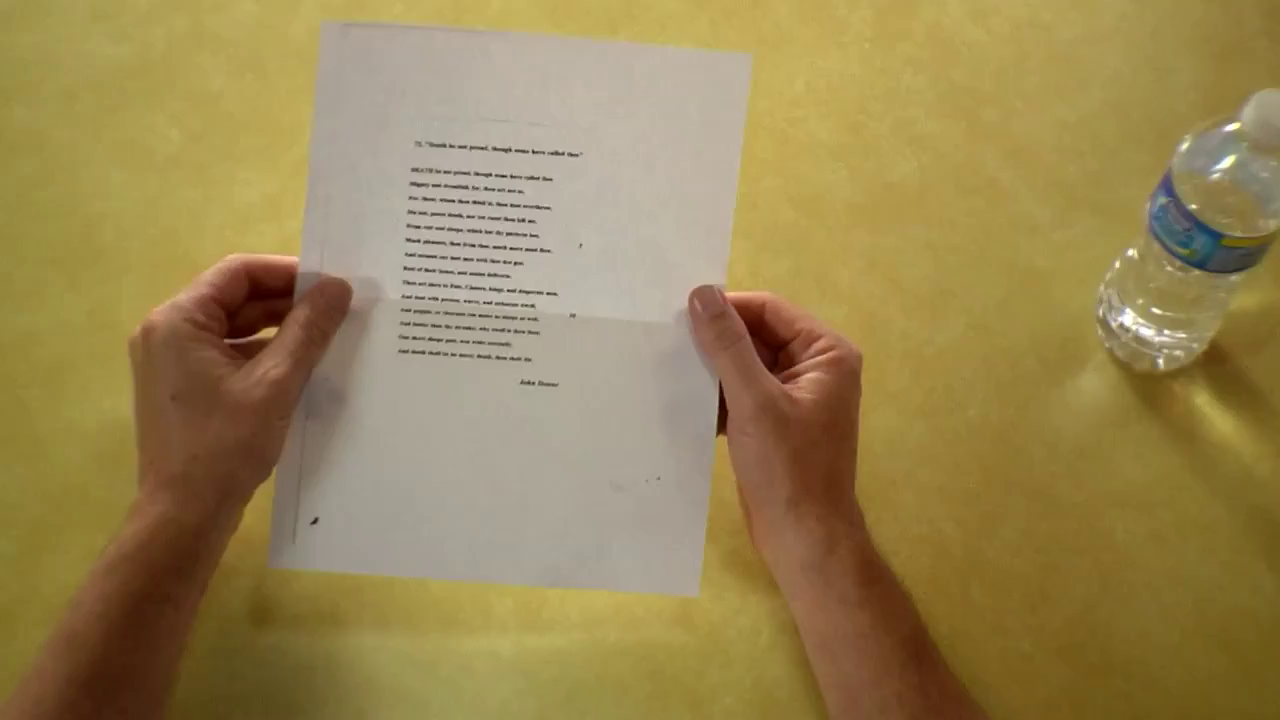 72. "Death be not proud, though some have called thee"
DEATH be not proud, though some have called thee
Mighty and dreadfull, for, thou art not so,
For, those, whom thou think'st, thou dost overthrow,
Die not, poore death, nor yet canst thou kill me.
From rest and sleepe, which but thy pictures bee,
5
Much pleasure, then from thee, much more must flow,
And soonest our best men with thee doe goe,
Rest of their bones, and soules deliverie.
Thou art slave to Fate, Chance, kings, and desperate men,
And dost with poyson, warre, and sicknesse dwell,
10
And poppie, or charmes can make us sleepe as well,
And better then thy stroake; why swell'st thou then;
One short sleepe past, wee wake eternally,
And death shall be no more; death, thou shalt die.
John Donne